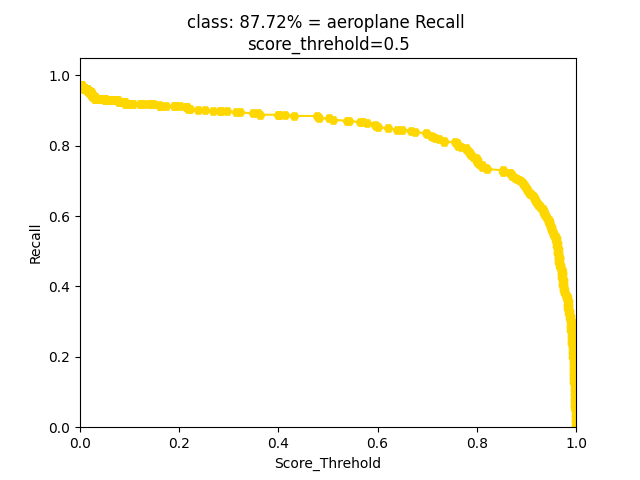 class: 87.72% = aeroplane Recall
score_threhold=0.5
1.0
0.8
0.6
0.4
0.2
0.0
Recall
0.0 0.2 0.4 0.6 0.8 1.0
Score_Threhold